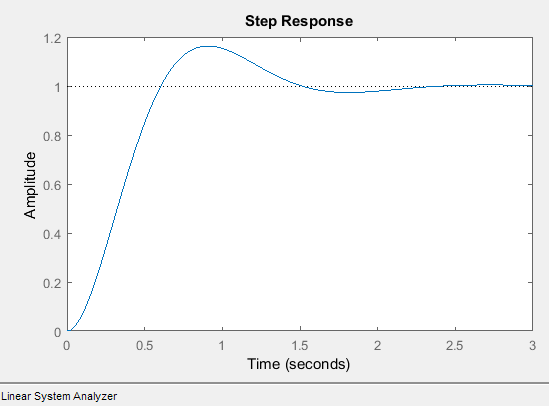 Step Response
1.2
1
0.8
0.6
0.4
0.2
0
Amplitude
0 0.5 1 1.5 2 2.5 3
Time (seconds)
Linear System Analyzer